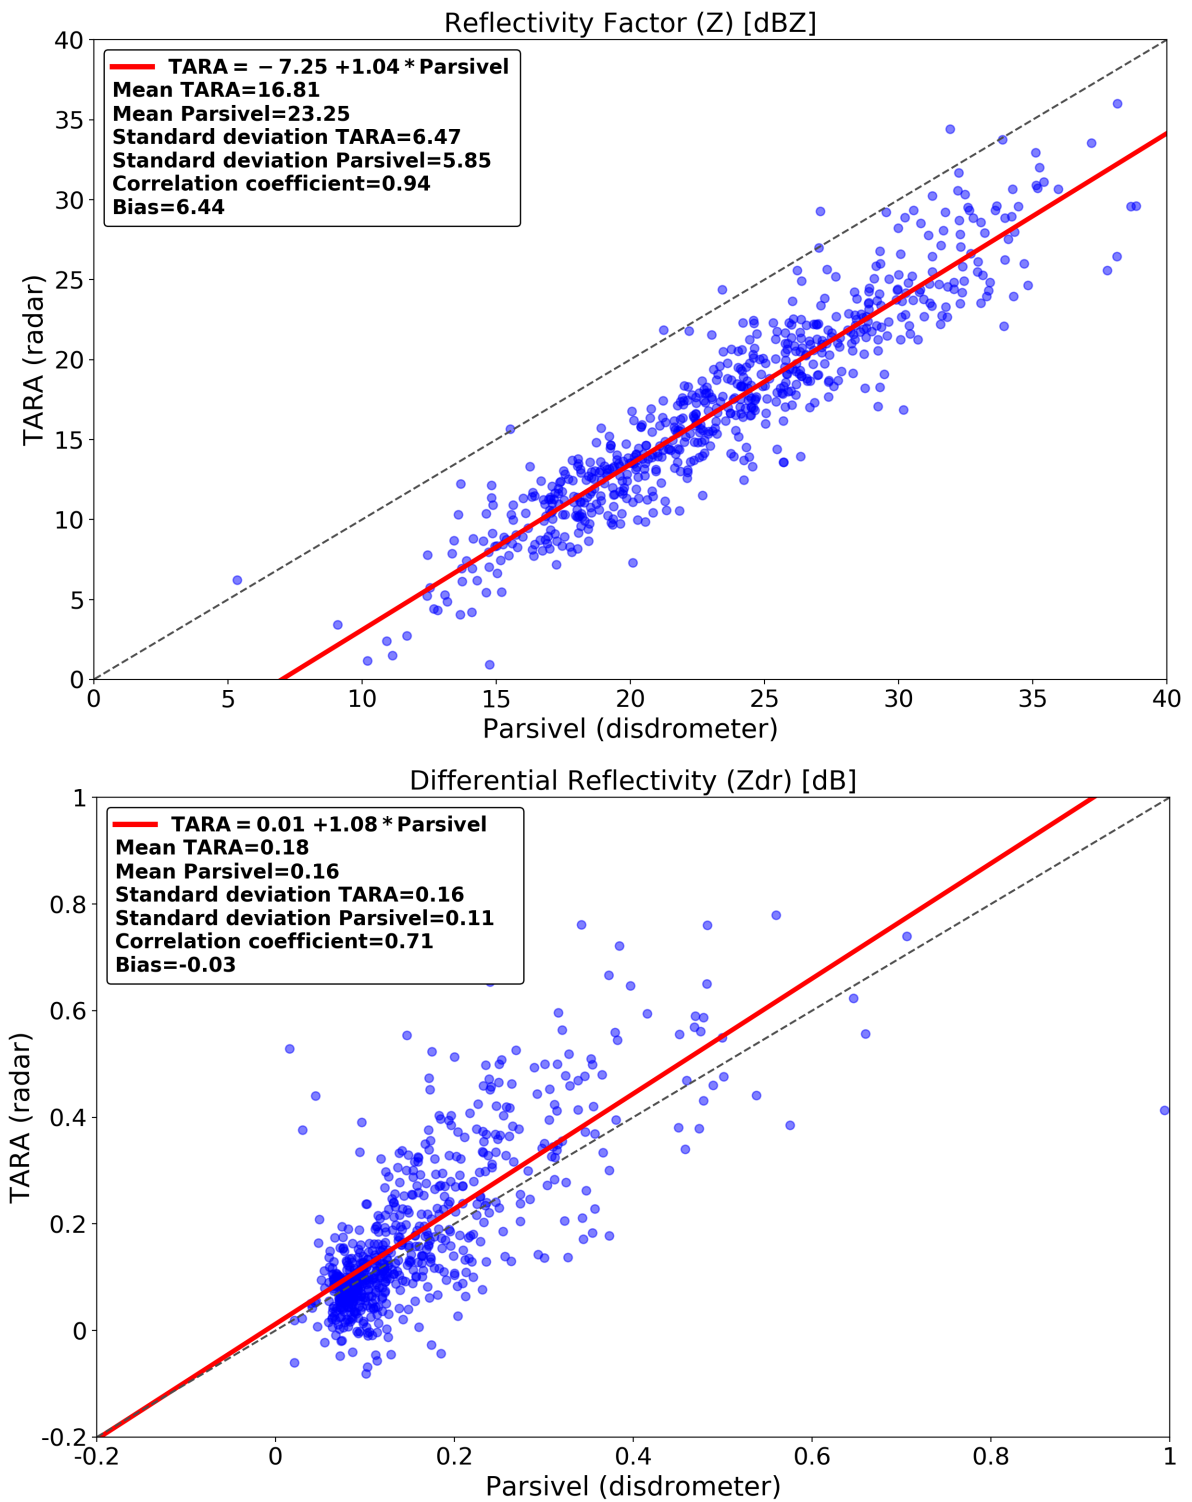 Reflectivity Factor (Z) [dBZ]
40
35
30
25
20
15
10
5
0
TARA (radar)
TARA = − 7.25 +1.04 * Parsivel
Mean TARA=16.81
Mean Parsivel=23.25
Standard deviation TARA=6.47
Standard deviation Parsivel=5.85
Correlation coefficient=0.94
Bias=6.44
0 5 10 15 20 25 30 35 40
Parsivel (disdrometer)
Differential Reflectivity (Zdr) [dB]
1
0.8
0.6
0.4
0.2
0
-0.2
TARA (radar)
TARA = 0.01 +1.08 * Parsivel
Mean TARA=0.18
Mean Parsivel=0.16
Standard deviation TARA=0.16
Standard deviation Parsivel=0.11
Correlation coefficient=0.71
Bias=-0.03
-0.2 0 0.2 0.4 0.6 0.8 1
Parsivel (disdrometer)